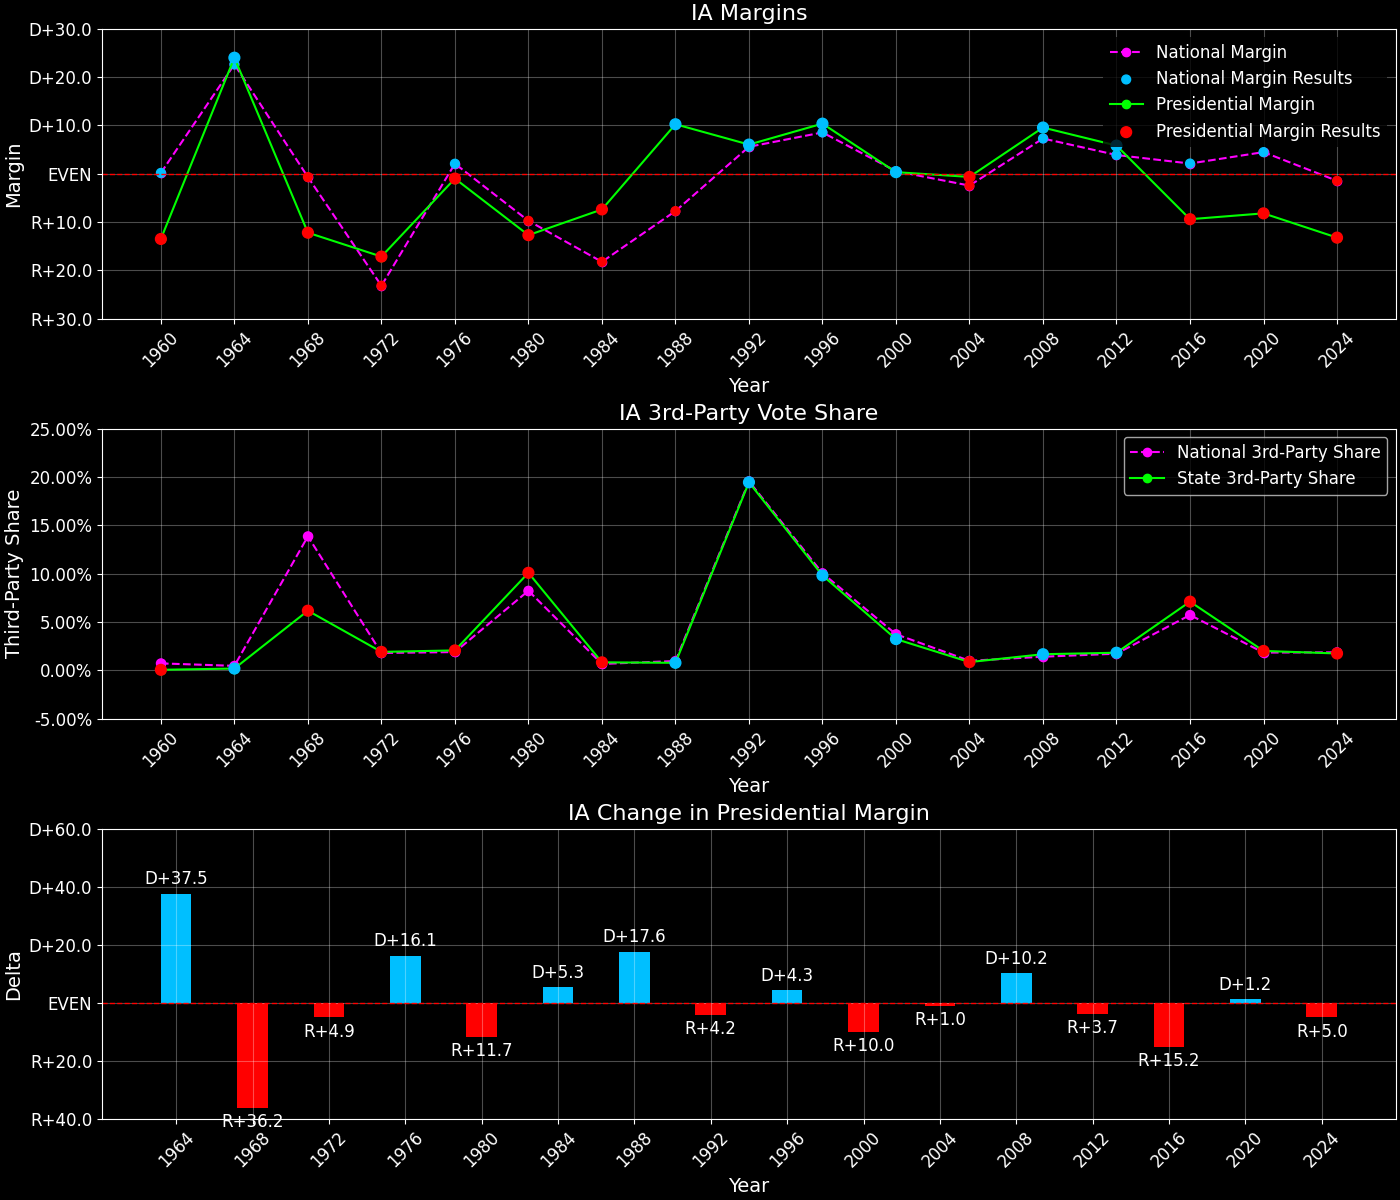 IA Margins
D+30.0
D+20.0
D+10.0
EVEN
R+10.0
R+20.0
R+30.0
Margin
National Margin
National Margin Results
Presidential Margin
Presidential Margin Results
1960 1964 1968 1972 1976 1980 1984 1988 1992 1996 2000 2004 2008 2012 2016 2020 2024
Year
IA 3rd-Party Vote Share
25.00%
20.00%
15.00%
10.00%
5.00%
0.00%
-5.00%
Third-Party Share
National 3rd-Party Share
State 3rd-Party Share
1960 1964 1968 1972 1976 1980 1984 1988 1992 1996 2000 2004 2008 2012 2016 2020 2024
Year
IA Change in Presidential Margin
D+60.0
D+40.0
D+20.0
EVEN
R+20.0
R+40.0
Delta
D+37.5
R+36.2
R+4.9
D+16.1
R+11.7
D+5.3
D+17.6
R+4.2
D+4.3
R+10.0
R+1.0
D+10.2
R+3.7
R+15.2
D+1.2
R+5.0
1964 1968 1972 1976 1980 1984 1988 1992 1996 2000 2004 2008 2012 2016 2020 2024
Year